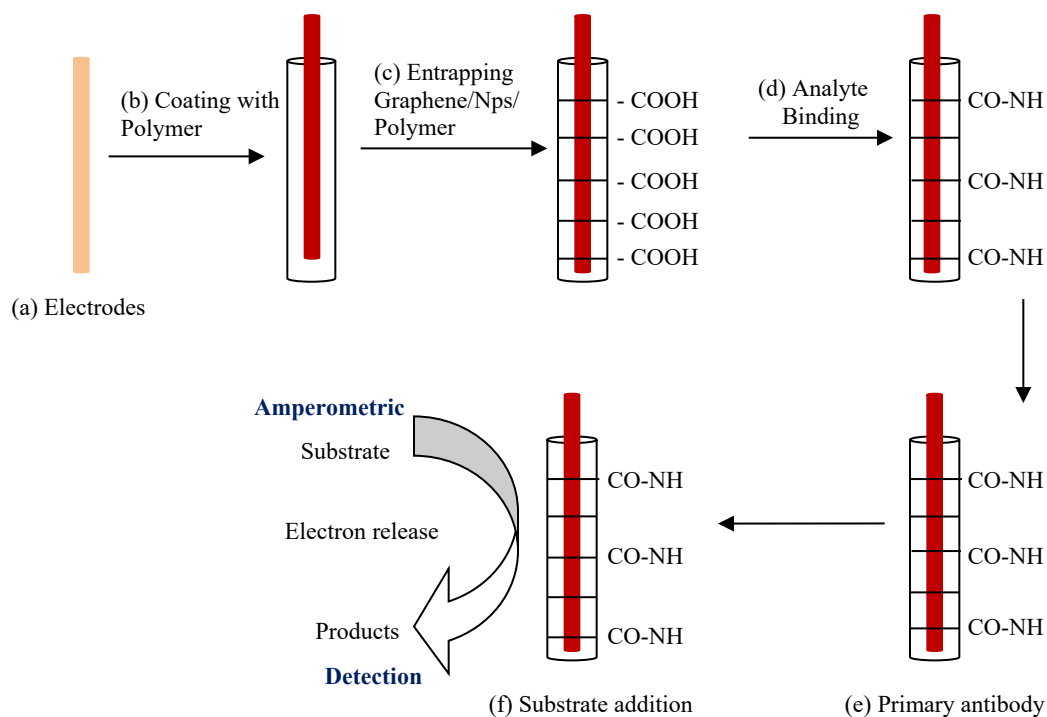 (a) Electrodes
(b) Coating with
Polymer
(c) Entrapping
Graphene/Nps/
Polymer
- COOH
- COOH
- COOH
- COOH
- COOH
(d) Analyte
Binding
CO-NH
CO-NH
CO-NH
CO-NH
CO-NH
CO-NH
(e) Primary antibody
CO-NH
CO-NH
CO-NH
(f) Substrate addition
Amperometric
Substrate
Electron release
Products
Detection